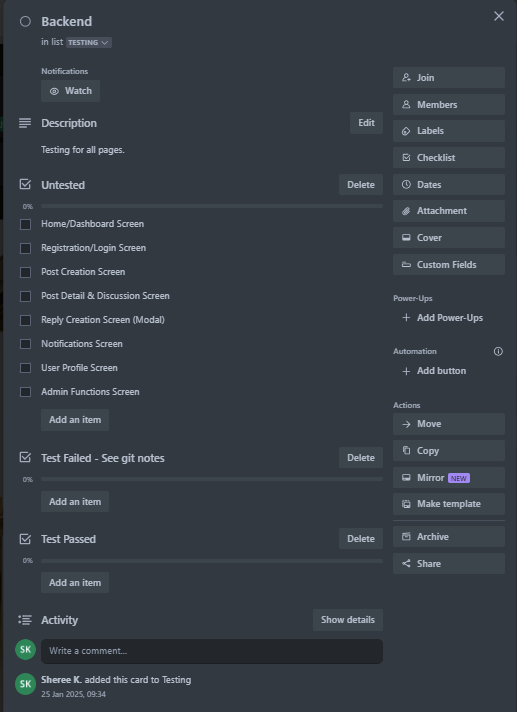 Backend
in list TESTING
Notifications
Watch
Description
Edit
Testing for all pages.
Untested
Delete
0%
Home/Dashboard Screen
Registration/Login Screen
Post Creation Screen
Post Detail & Discussion Screen
Reply Creation Screen (Modal)
Notifications Screen
User Profile Screen
Admin Functions Screen
Add an item
Test Failed - See git notes
Delete
0%
Add an item
Test Passed
Delete
0%
Add an item
Activity
Show details
SK
Write a comment...
SK
Sheree K. added this card to Testing
25 Jan 2025, 09:34
Join
Members
Labels
Checklist
Dates
Attachment
Cover
Custom Fields
Power-Ups
+ Add Power-Ups
Automation
+ Add button
Actions
Move
Copy
Mirror NEW
Make template
Archive
Share